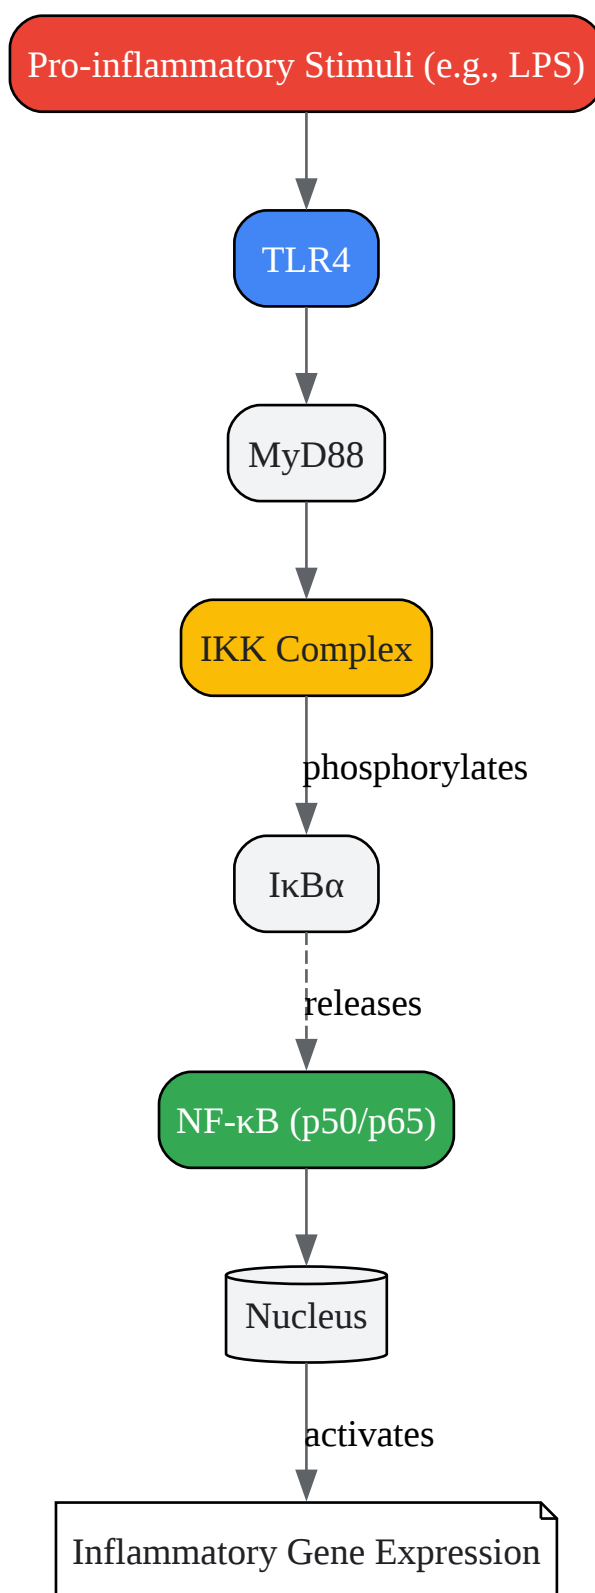 Pro-inflammatory Stimuli (e.g., LPS)
TLR4
MyD88
IKK Complex
phosphorylates
IκBα
releases
NF-κB (p50/p65)
Nucleus
activates
Inflammatory Gene Expression